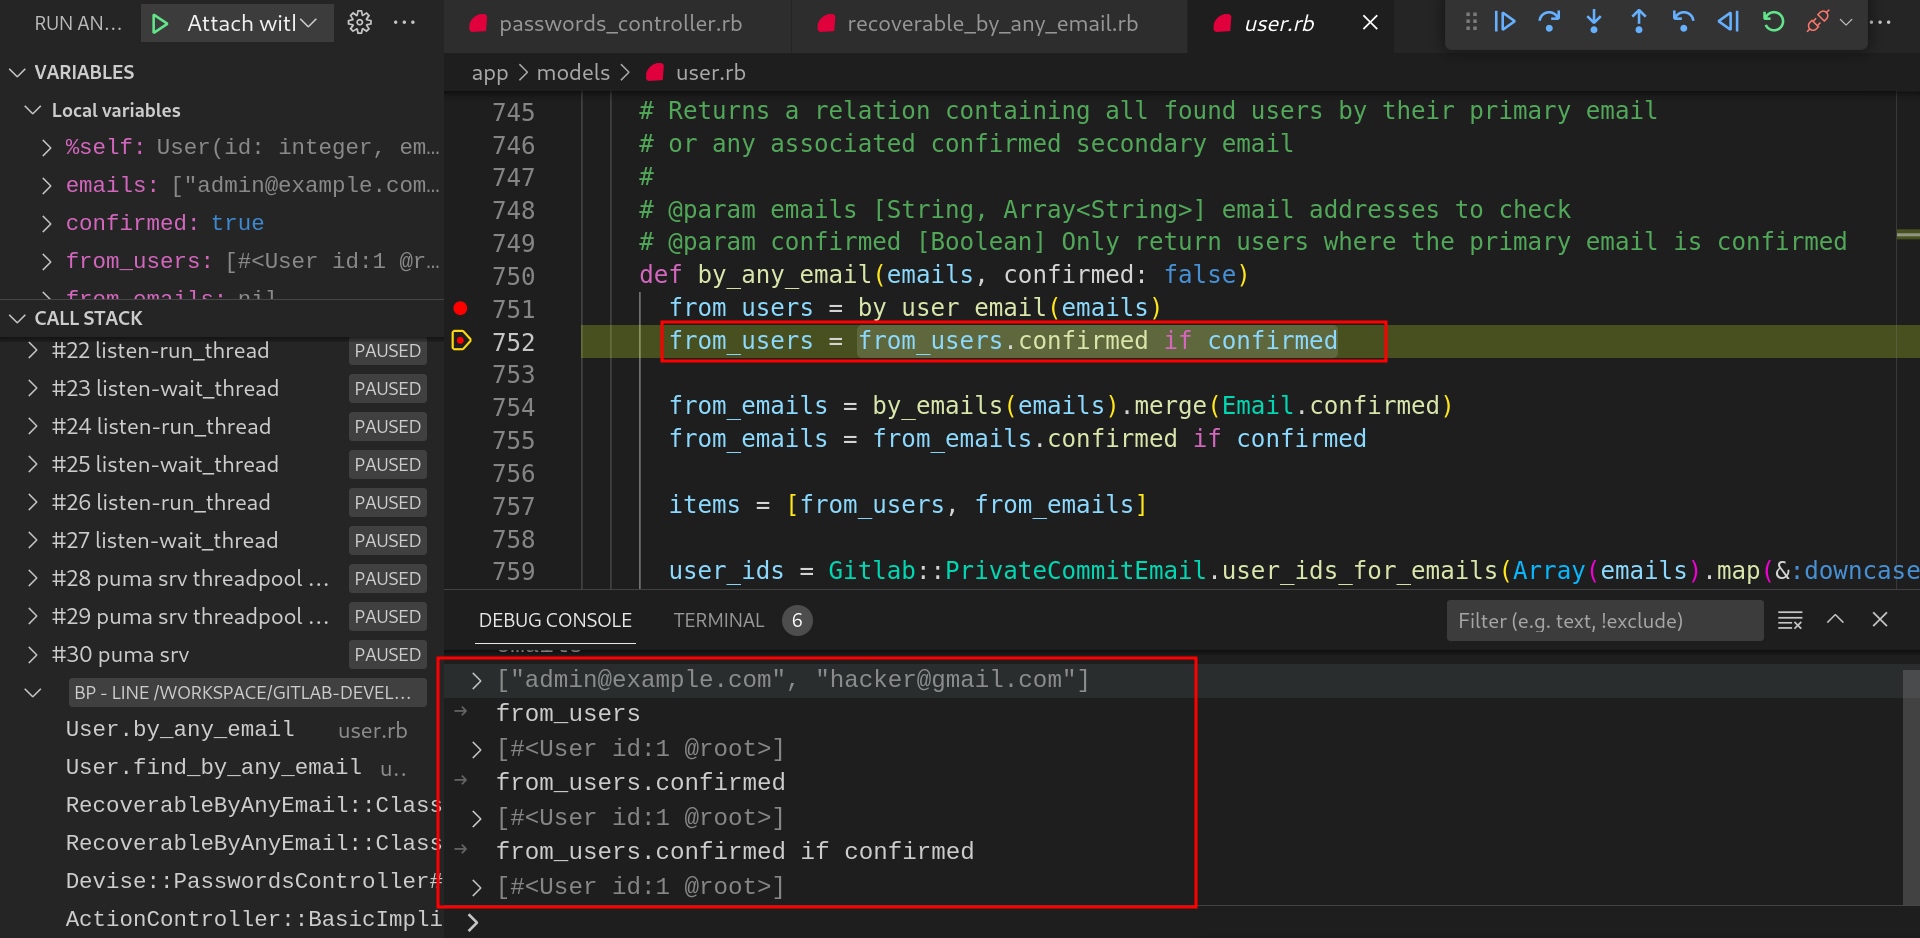 RUN AN...
Attach witl
VARIABLES
Local variables
%self: User(id: integer, em...
emails: ["admin@example.com...
confirmed: true
from_users: [#<User id:1 @r...
from_emails: nil
CALL STACK
#22 listen-run_thread PAUSED
#23 listen-wait_thread PAUSED
#24 listen-run_thread PAUSED
#25 listen-wait_thread PAUSED
#26 listen-run_thread PAUSED
#27 listen-wait_thread PAUSED
#28 puma srv threadpool ... PAUSED
#29 puma srv threadpool ... PAUSED
#30 puma srv PAUSED
BP - LINE /WORKSPACE/GITLAB-DEVEL...
User.by_any_email user.rb
User.find_by_any_email u..
RecoverableByAnyEmail::Class
RecoverableByAnyEmail::Class
Devise::PasswordsController#
ActionController::BasicImpli
passwords_controller.rb
recoverable_by_any_email.rb
user.rb
app > models > user.rb
745 # Returns a relation containing all found users by their primary email
746 # or any associated confirmed secondary email
747 #
748 # @param emails [String, Array<String>] email addresses to check
749 # @param confirmed [Boolean] Only return users where the primary email is confirmed
750 def by_any_email(emails, confirmed: false)
751 from_users = by_user_email(emails)
752 from_users = from_users.confirmed if confirmed
753
754 from_emails = by_emails(emails).merge(Email.confirmed)
755 from_emails = from_emails.confirmed if confirmed
756
757 items = [from_users, from_emails]
758
759 user_ids = Gitlab::PrivateCommitEmail.user_ids_for_emails(Array(emails).map(&:downcase
DEBUG CONSOLE
TERMINAL 6
Filter (e.g. text, !exclude)
emails
["admin@example.com", "hacker@gmail.com"]
from_users
[#<User id:1 @root>]
from_users.confirmed
[#<User id:1 @root>]
from_users.confirmed if confirmed
[#<User id:1 @root>]